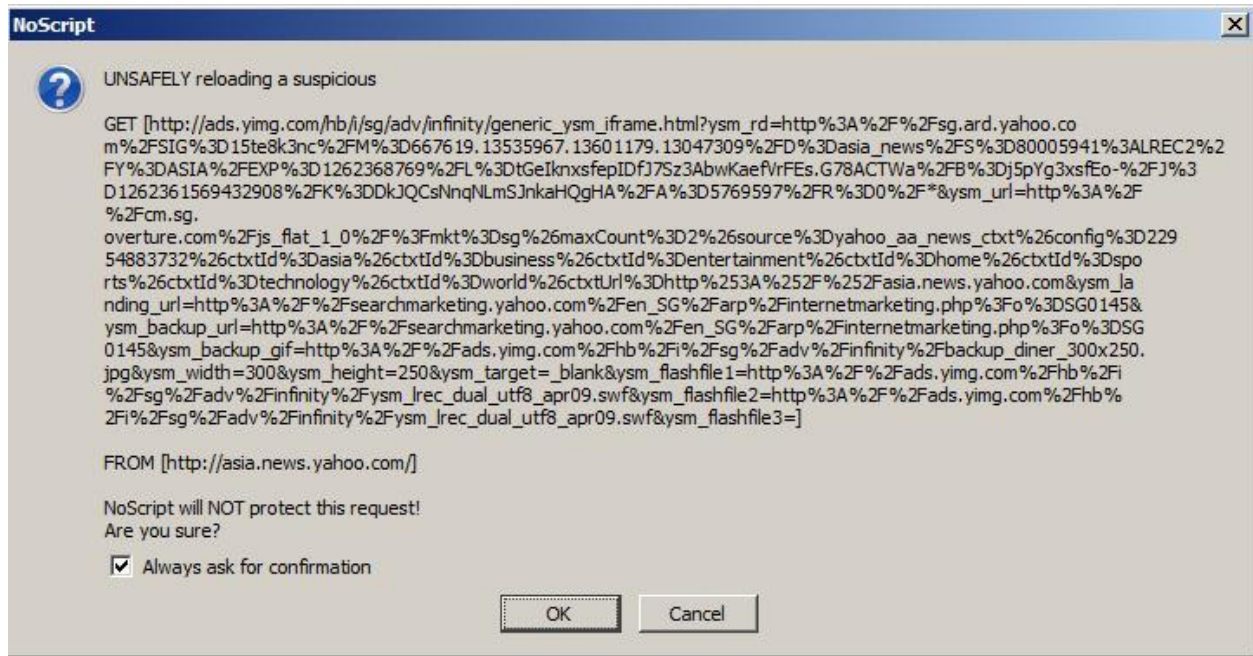 NoScript
UNSAFELY reloading a suspicious
GET [http://ads.yimg.com/hb/i/sg/adv/infinity/generic_ysm_iframe.html?ysm_rd=http%3A%2F%2Fsg.ard.yahoo.co
m%2FSIG%3D15te8k3nc%2FM%3D667619.13535967.13601179.13047309%2FD%3Dasia_news%2FS%3D80005941%3ALREC2%2
FY%3DASIA%2FEXP%3D1262368769%2FL%3DtGeIknxsfepIDfJ7Sz3AbwKaefVrFEs.G78ACTWa%2FB%3Dj5pYg3xsfEo-%2FJ%3
D1262361569432908%2FK%3DDkJQCsNnqNLmSJnkaHQgHA%2FA%3D5769597%2FR%3D0%2F*&ysm_url=http%3A%2F
%2Fcm.sg.
overture.com%2Fjs_flat_1_0%2F%3Fmkt%3Dsg%26maxCount%3D2%26source%3Dyahoo_aa_news_ctxt%26config%3D229
54883732%26ctxtId%3Dasia%26ctxtId%3Dbusiness%26ctxtId%3Dentertainment%26ctxtId%3Dhome%26ctxtId%3Dspo
rts%26ctxtId%3Dtechnology%26ctxtId%3Dworld%26ctxtUrl%3Dhttp%253A%252F%252Fasia.news.yahoo.com&ysm_la
nding_url=http%3A%2F%2Fsearchmarketing.yahoo.com%2Fen_SG%2Farp%2Finternetmarketing.php%3Fo%3DSG0145&
ysm_backup_url=http%3A%2F%2Fsearchmarketing.yahoo.com%2Fen_SG%2Farp%2Finternetmarketing.php%3Fo%3DSG
0145&ysm_backup_gif=http%3A%2F%2Fads.yimg.com%2Fhb%2Fi%2Fsg%2Fadv%2Finfinity%2Fbackup_diner_300x250.
jpg&ysm_width=300&ysm_height=250&ysm_target=_blank&ysm_flashfile1=http%3A%2F%2Fads.yimg.com%2Fhb%2Fi
%2Fsg%2Fadv%2Finfinity%2Fysm_lrec_dual_utf8_apr09.swf&ysm_flashfile2=http%3A%2F%2Fads.yimg.com%2Fhb%
2Fi%2Fsg%2Fadv%2Finfinity%2Fysm_lrec_dual_utf8_apr09.swf&ysm_flashfile3=]
FROM [http://asia.news.yahoo.com/]
NoScript will NOT protect this request!
Are you sure?
Always ask for confirmation
OK
Cancel